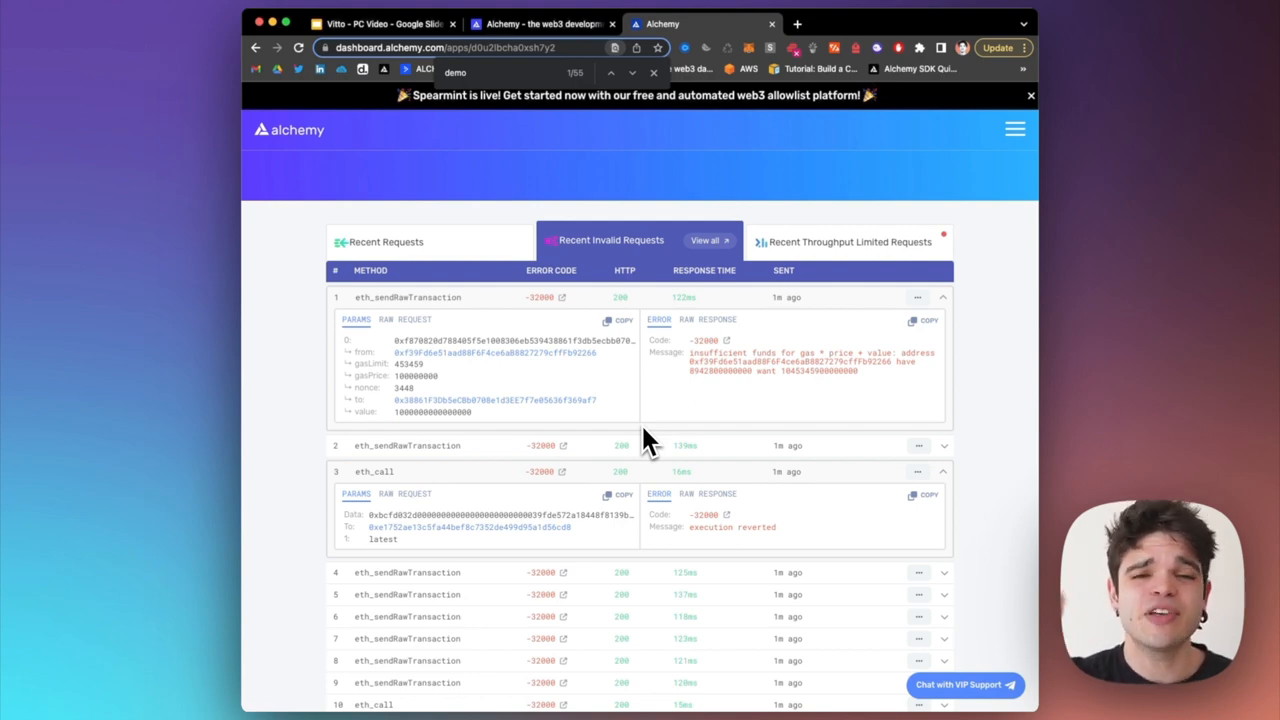 Vitto - PC Video - Google Slide
Alchemy - the web3 developm
Alchemy
dashboard.alchemy.com/apps/d0u2lbcha0xsh7y2
Update
ALCH
demo
1/55
web3 da...
AWS
Tutorial: Build a C...
Alchemy SDK Qui...
🎉 Spearmint is live! Get started now with our free and automated web3 allowlist platform! 🎉
alchemy
Recent Requests
Recent Invalid Requests
View all
Recent Throughput Limited Requests
# METHOD ERROR CODE HTTP RESPONSE TIME SENT
1 eth_sendRawTransaction -32000 200 122ms 1m ago ...
PARAMS RAW REQUEST COPY
0: 0xf870820d788405f5e1008306eb539438861f3db5ecbb070...
from: 0xf39Fd6e51aad88F6F4ce6aB8827279cffFb92266
gasLimit: 453459
gasPrice: 100000000
nonce: 3448
to: 0x38861F3Db5eCBb0708e1d3EE7f7e05636f369af7
value: 1000000000000000
ERROR RAW RESPONSE COPY
Code: -32000
Message: insufficient funds for gas * price + value: address
0xf39Fd6e51aad88F6F4ce6aB8827279cffFb92266 have
8942800000000 want 1045345900000000
2 eth_sendRawTransaction -32000 200 139ms 1m ago ...
3 eth_call -32000 200 16ms 1m ago ...
PARAMS RAW REQUEST COPY
Data: 0xbcfd032d000000000000000000000000039fde572a18448f8139b...
To: 0xe1752ae13c5fa44bef8c7352de499d95a1d56cd8
1: latest
ERROR RAW RESPONSE COPY
Code: -32000
Message: execution reverted
4 eth_sendRawTransaction -32000 200 125ms 1m ago ...
5 eth_sendRawTransaction -32000 200 137ms 1m ago ...
6 eth_sendRawTransaction -32000 200 118ms 1m ago ...
7 eth_sendRawTransaction -32000 200 123ms 1m ago ...
8 eth_sendRawTransaction -32000 200 121ms 1m ago ...
9 eth_sendRawTransaction -32000 200 120ms 1m ago
10 eth_call -32000 200 15ms 1m ago
Chat with VIP Support